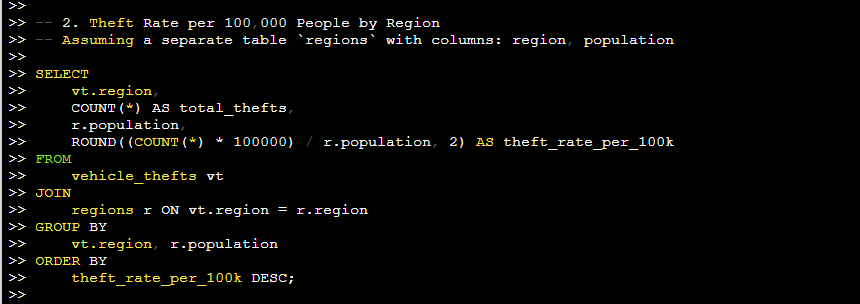 >>
>> -- 2. Theft Rate per 100,000 People by Region
>> -- Assuming a separate table `regions` with columns: region, population
>>
>> SELECT
>>     vt.region,
>>     COUNT(*) AS total_thefts,
>>     r.population,
>>     ROUND((COUNT(*) * 100000) / r.population, 2) AS theft_rate_per_100k
>> FROM
>>     vehicle_thefts vt
>> JOIN
>>     regions r ON vt.region = r.region
>> GROUP BY
>>     vt.region, r.population
>> ORDER BY
>>     theft_rate_per_100k DESC;
>>